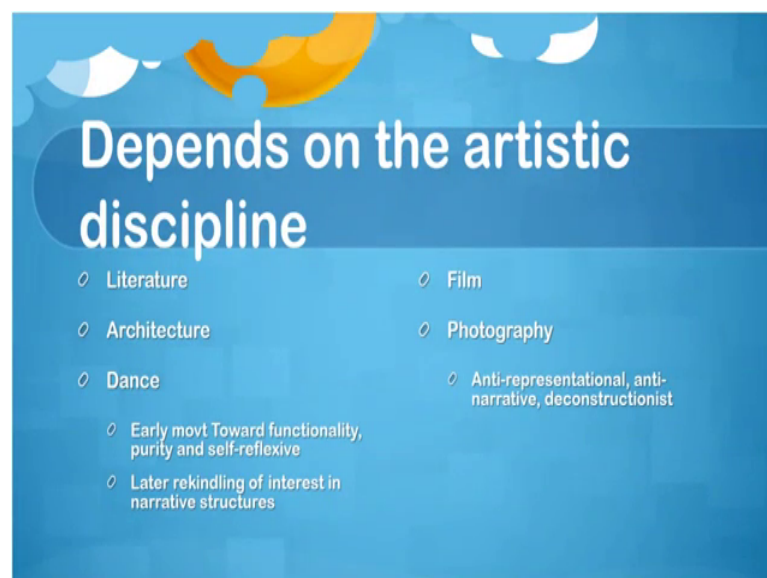 Depends on the artistic
discipline
Literature
Architecture
Dance
Early movt Toward functionality,
purity and self-reflexive
Later rekindling of interest in
narrative structures
Film
Photography
Anti-representational, anti-
narrative, deconstructionist